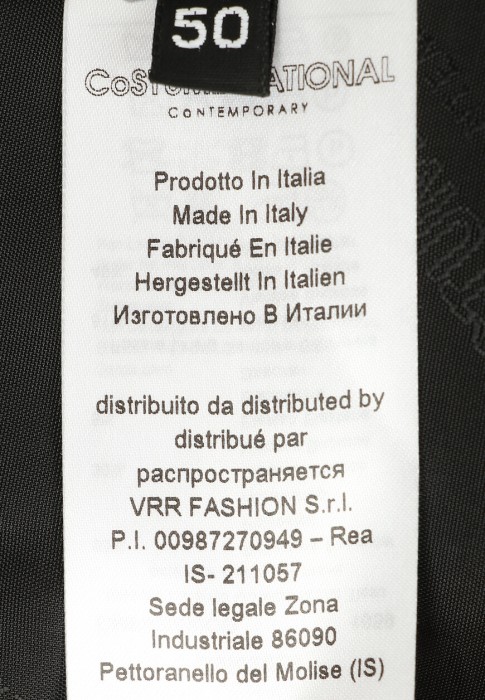 50
CoNTEMPORARY
Prodotto In Italia
Made In Italy
Fabriqué En Italie
Hergestellt In Italien
Изготовлено В Италии
distribuito da distributed by
distribué par
распространяется
VRR FASHION S.r.l.
P.I. 00987270949 – Rea
IS- 211057
Sede legale Zona
Industriale 86090
Pettoranello del Molise (IS)